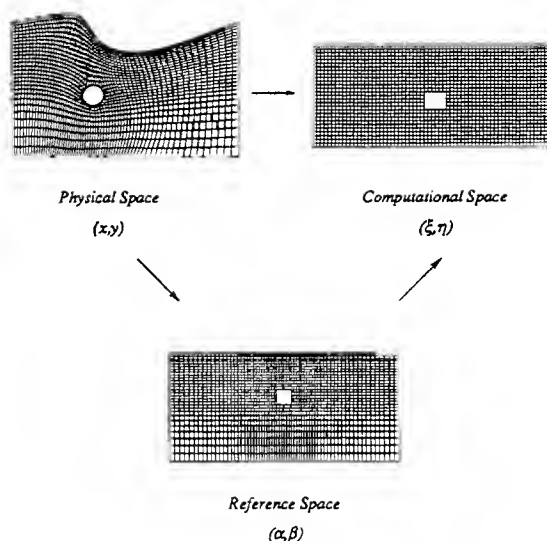 Physical Space
(x,y)
Computational Space
(ξ,η)
Reference Space
(α,β)